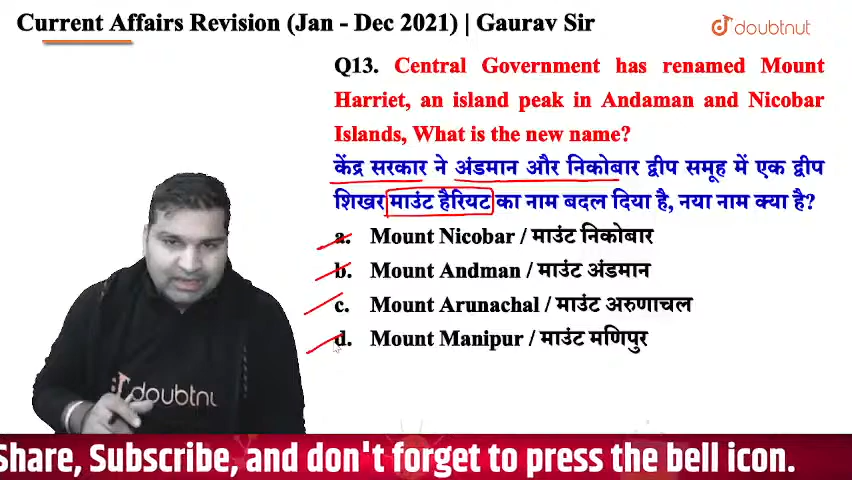 Current Affairs Revision (Jan - Dec 2021) | Gaurav Sir
doubtnut
Q13. Central Government has renamed Mount
Harriet, an island peak in Andaman and Nicobar
Islands, What is the new name?
केंद्र सरकार ने अंडमान और निकोबार द्वीप समूह में एक द्वीप
शिखर माउंट हैरियट का नाम बदल दिया है, नया नाम क्या है?
a. Mount Nicobar / माउंट निकोबार
b. Mount Andman / माउंट अंडमान
c. Mount Arunachal / माउंट अरुणाचल
d. Mount Manipur / माउंट मणिपुर
doubtnut
Share, Subscribe, and don't forget to press the bell icon.